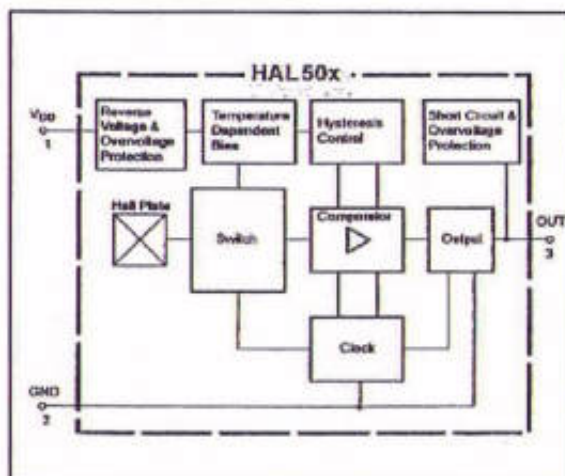 HAL 50x
VDD
1
Reverse
Voltage &
Overvoltage
Protection
Temperature
Dependent
Bias
Hysteresis
Control
Short Circuit &
Overvoltage
Protection
Hall Plate
Switch
Comparator
Output
OUT
3
Clock
GND
2